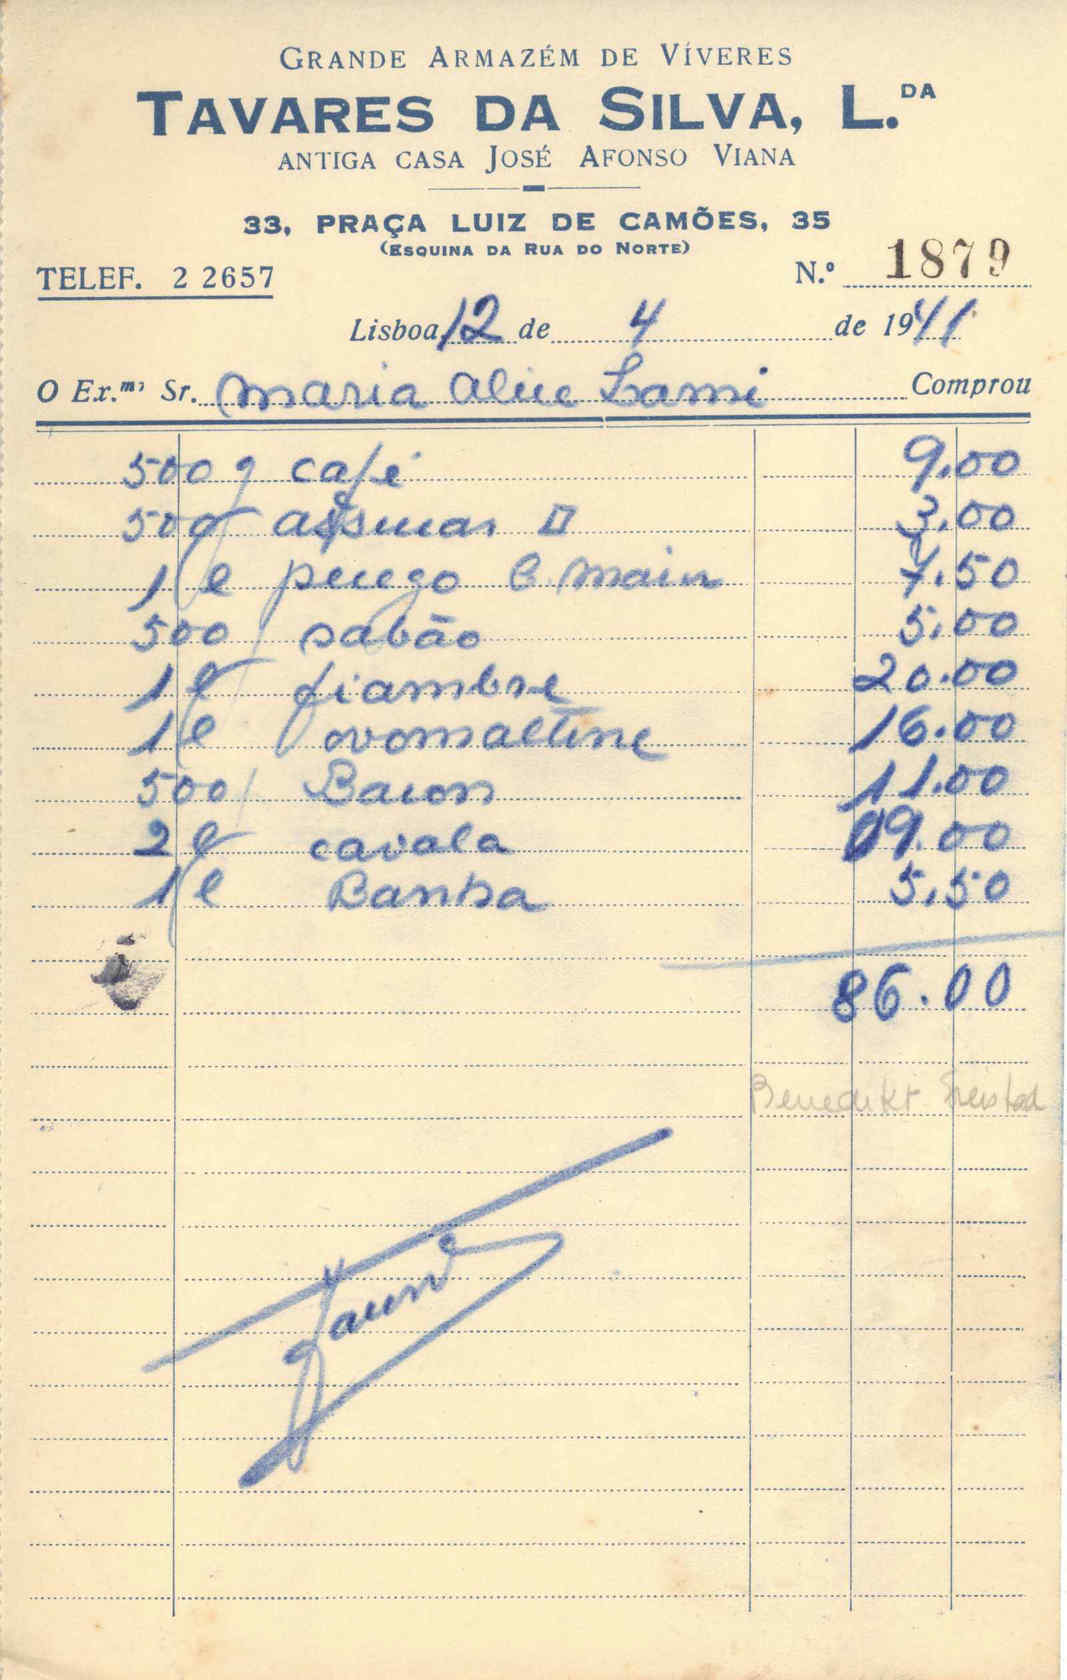 GRANDE ARMAZÉM DE VÍVERES
TAVARES DA SILVA, L.DA
ANTIGA CASA JOSÉ AFONSO VIANA
33, PRAÇA LUIZ DE CAMÕES, 35
(ESQUINA DA RUA DO NORTE)
TELEF. 2 2657 N.º 1879
Lisboa 12 de 4 de 1941
O Ex.mº Sr. Maria Alice Lami Comprou
500 g café 9.00
500 3.00
1 l 7.50
500 sabão 5.00
1 l fiambre 20.00
1 l ovomaltine 16.00
500 Bacon 11.00
2 l cavala 09.00
1 l Banha 5.50
86.00
Benedikt